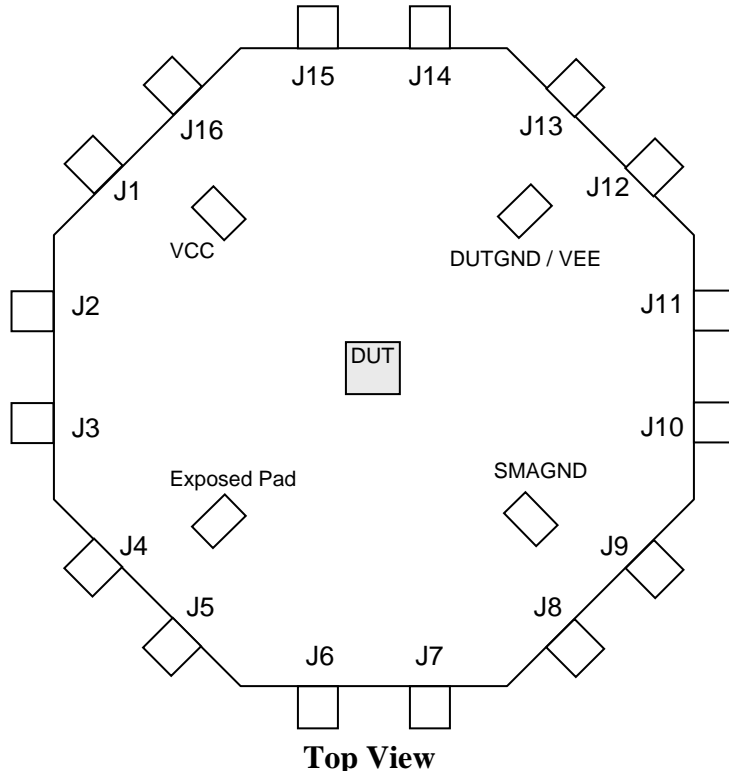 J15 J14
J16 J13
J1 J12
VCC DUTGND / VEE
J2 J11
DUT
J3 J10
Exposed Pad SMAGND
J4 J9
J5 J8
J6 J7
Top View